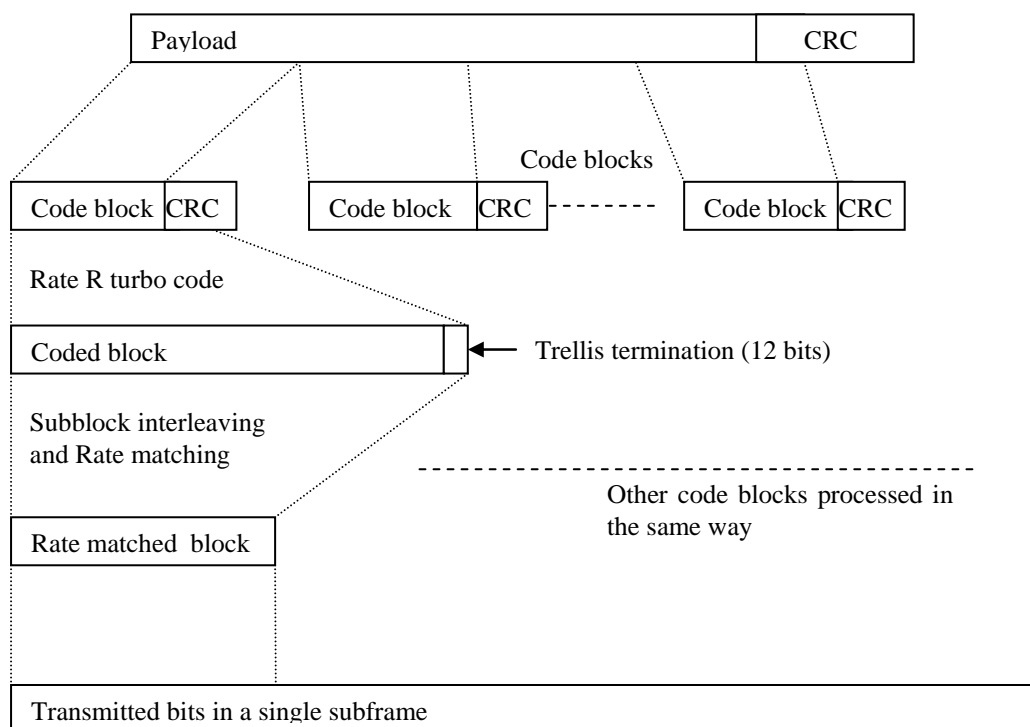 Payload CRC
Code blocks
Code block CRC Code block CRC Code block CRC
Rate R turbo code
Coded block
Trellis termination (12 bits)
Subblock interleaving
and Rate matching
Other code blocks processed in
the same way
Rate matched block
Transmitted bits in a single subframe